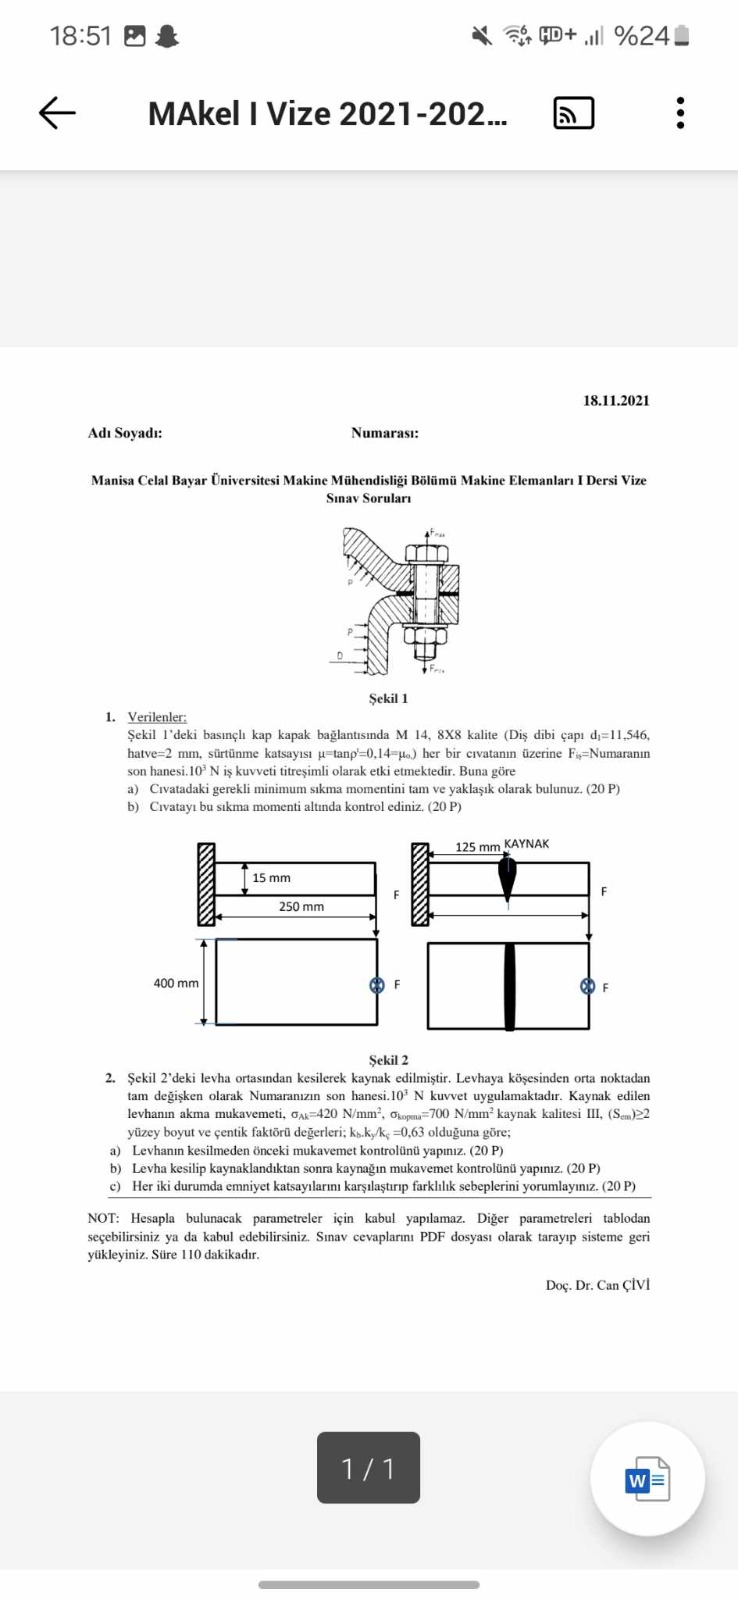 18:51
HD+ %24
MAkel I Vize 2021-202...
18.11.2021
Adı Soyadı: Numarası:
Manisa Celal Bayar Üniversitesi Makine Mühendisliği Bölümü Makine Elemanları I Dersi Vize
Sınav Soruları
P
P
D
Şekil 1
1. Verilenler:
Şekil 1'deki basınçlı kap kapak bağlantısında M 14, 8X8 kalite (Diş dibi çapı d₁=11,546,
hatve=2 mm, sürtünme katsayısı μ=tanρ'=0,14=μₒ) her bir cıvatanın üzerine Fiş=Numaranın
son hanesi.10³ N iş kuvveti titreşimli olarak etki etmektedir. Buna göre
a) Cıvatadaki gerekli minimum sıkma momentini tam ve yaklaşık olarak bulunuz. (20 P)
b) Cıvatayı bu sıkma momenti altında kontrol ediniz. (20 P)
125 mm KAYNAK
15 mm
F F
250 mm
400 mm F F
Şekil 2
2. Şekil 2'deki levha ortasından kesilerek kaynak edilmiştir. Levhaya köşesinden orta noktadan
tam değişken olarak Numaranızın son hanesi.10³ N kuvvet uygulamaktadır. Kaynak edilen
levhanın akma mukavemeti, σAk=420 N/mm², σkopma=700 N/mm² kaynak kalitesi III, (Sem)≥2
yüzey boyut ve çentik faktörü değerleri; kb.ky/kç =0,63 olduğuna göre;
a) Levhanın kesilmeden önceki mukavemet kontrolünü yapınız. (20 P)
b) Levha kesilip kaynaklandıktan sonra kaynağın mukavemet kontrolünü yapınız. (20 P)
c) Her iki durumda emniyet katsayılarını karşılaştırıp farklılık sebeplerini yorumlayınız. (20 P)
NOT: Hesapla bulunacak parametreler için kabul yapılamaz. Diğer parametreleri tablodan
seçebilirsiniz ya da kabul edebilirsiniz. Sınav cevaplarını PDF dosyası olarak tarayıp sisteme geri
yükleyiniz. Süre 110 dakikadır.
Doç. Dr. Can ÇİVİ
1 / 1
W